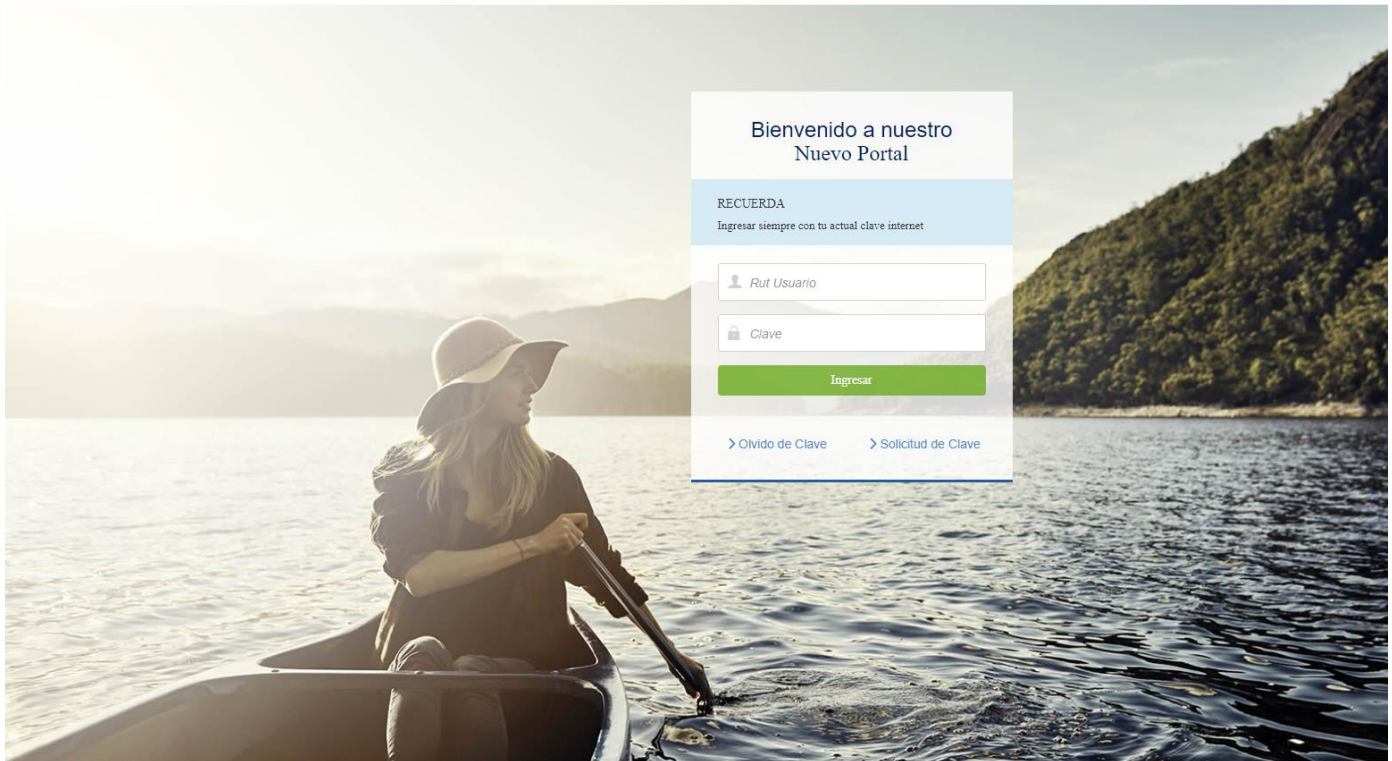 Bienvenido a nuestro
Nuevo Portal
RECUERDA
Ingresar siempre con tu actual clave internet
Rut Usuario
Clave
Ingresar
Olvido de Clave
Solicitud de Clave